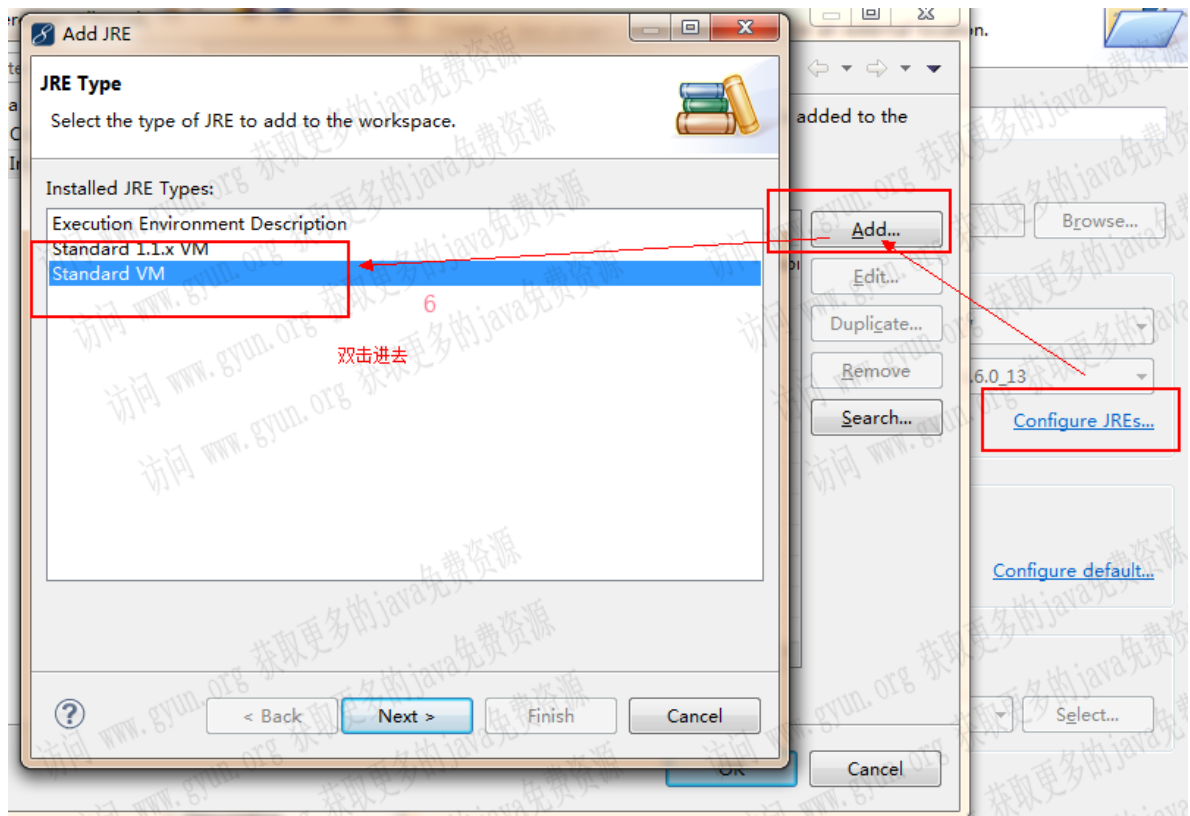 Add JRE
JRE Type
Select the type of JRE to add to the workspace.
Installed JRE Types:
Execution Environment Description
Standard 1.1.x VM
Standard VM
6
双击进去
< Back
Next >
Finish
Cancel
added to the
Add...
Edit...
Duplicate...
Remove
Search...
OK
Cancel
Browse...
.6.0_13
Configure JREs...
Configure default...
Select...
访问 www.gyun.org 获取更多的java免费资源